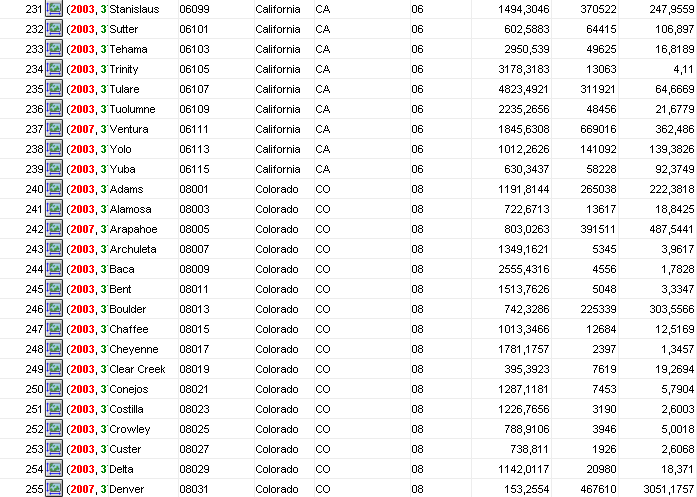 231 (2003, 3 Stanislaus 06099 California CA 06 1494,3046 370522 247,9559
232 (2003, 3 Sutter 06101 California CA 06 602,5883 64415 106,897
233 (2003, 3 Tehama 06103 California CA 06 2950,539 49625 16,8189
234 (2003, 3 Trinity 06105 California CA 06 3178,3183 13063 4,11
235 (2003, 3 Tulare 06107 California CA 06 4823,4921 311921 64,6669
236 (2003, 3 Tuolumne 06109 California CA 06 2235,2656 48456 21,6779
237 (2007, 3 Ventura 06111 California CA 06 1845,6308 669016 362,486
238 (2003, 3 Yolo 06113 California CA 06 1012,2626 141092 139,3826
239 (2003, 3 Yuba 06115 California CA 06 630,3437 58228 92,3749
240 (2003, 3 Adams 08001 Colorado CO 08 1191,8144 265038 222,3818
241 (2003, 3 Alamosa 08003 Colorado CO 08 722,6713 13617 18,8425
242 (2007, 3 Arapahoe 08005 Colorado CO 08 803,0263 391511 487,5441
243 (2003, 3 Archuleta 08007 Colorado CO 08 1349,1621 5345 3,9617
244 (2003, 3 Baca 08009 Colorado CO 08 2555,4316 4556 1,7828
245 (2003, 3 Bent 08011 Colorado CO 08 1513,7626 5048 3,3347
246 (2003, 3 Boulder 08013 Colorado CO 08 742,3286 225339 303,5566
247 (2003, 3 Chaffee 08015 Colorado CO 08 1013,3466 12684 12,5169
248 (2003, 3 Cheyenne 08017 Colorado CO 08 1781,1757 2397 1,3457
249 (2003, 3 Clear Creek 08019 Colorado CO 08 395,3923 7619 19,2694
250 (2003, 3 Conejos 08021 Colorado CO 08 1287,1181 7453 5,7904
251 (2003, 3 Costilla 08023 Colorado CO 08 1226,7656 3190 2,6003
252 (2003, 3 Crowley 08025 Colorado CO 08 788,9106 3946 5,0018
253 (2003, 3 Custer 08027 Colorado CO 08 738,811 1926 2,6068
254 (2003, 3 Delta 08029 Colorado CO 08 1142,0117 20980 18,371
255 (2007, 3 Denver 08031 Colorado CO 08 153,2554 467610 3051,1757